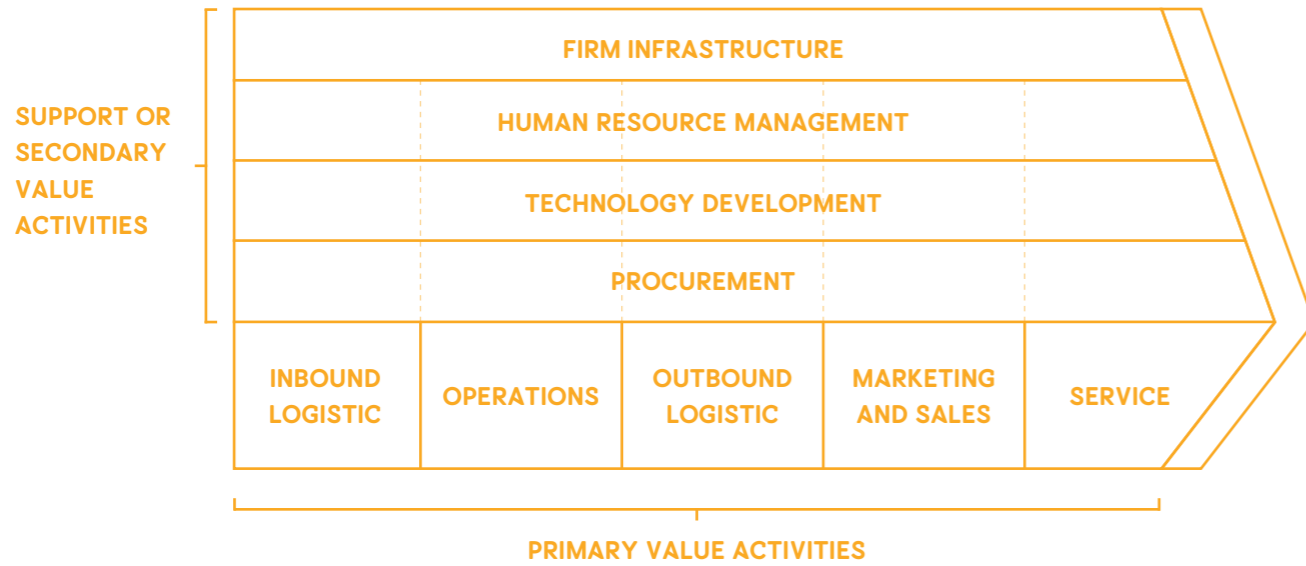 FIRM INFRASTRUCTURE
SUPPORT OR
SECONDARY
VALUE
ACTIVITIES
HUMAN RESOURCE MANAGEMENT
TECHNOLOGY DEVELOPMENT
PROCUREMENT
INBOUND
LOGISTIC
OPERATIONS
OUTBOUND
LOGISTIC
MARKETING
AND SALES
SERVICE
PRIMARY VALUE ACTIVITIES